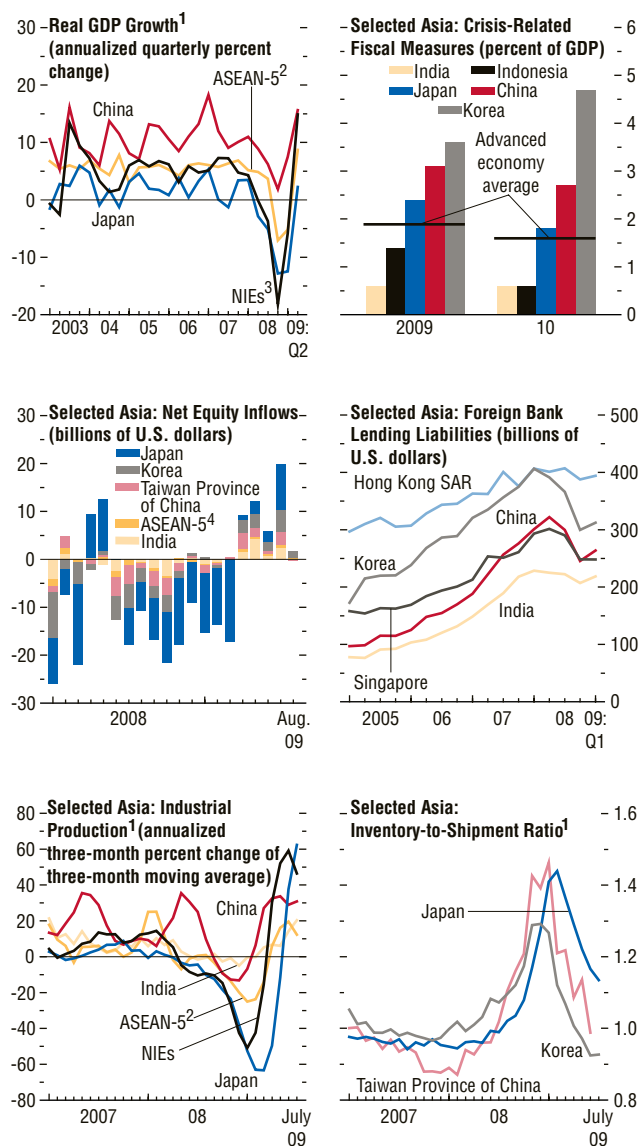 Real GDP Growth1
(annualized quarterly percent
change)
30
20
10
0
-10
-20
China
ASEAN-52
Japan
NIEs3
2003 04 05 06 07 08 09:
Q2
Selected Asia: Crisis-Related
Fiscal Measures (percent of GDP)
India
Indonesia
Japan
China
Korea
Advanced
economy
average
6
5
4
3
2
1
0
2009 10
Selected Asia: Net Equity Inflows
(billions of U.S. dollars)
30
20
10
0
-10
-20
-30
Japan
Korea
Taiwan Province
of China
ASEAN-54
India
2008 Aug.
09
Selected Asia: Foreign Bank
Lending Liabilities (billions of
U.S. dollars)
500
400
300
200
100
0
Hong Kong SAR
China
Korea
India
Singapore
2005 06 07 08 09:
Q1
Selected Asia: Industrial
Production1 (annualized
three-month percent change of
three-month moving average)
80
60
40
20
0
-20
-40
-60
-80
China
India
ASEAN-52
NIEs
Japan
2007 08 July
09
Selected Asia:
Inventory-to-Shipment Ratio1
1.6
1.4
1.2
1.0
0.8
Japan
Korea
Taiwan Province of China
2007 08 July
09